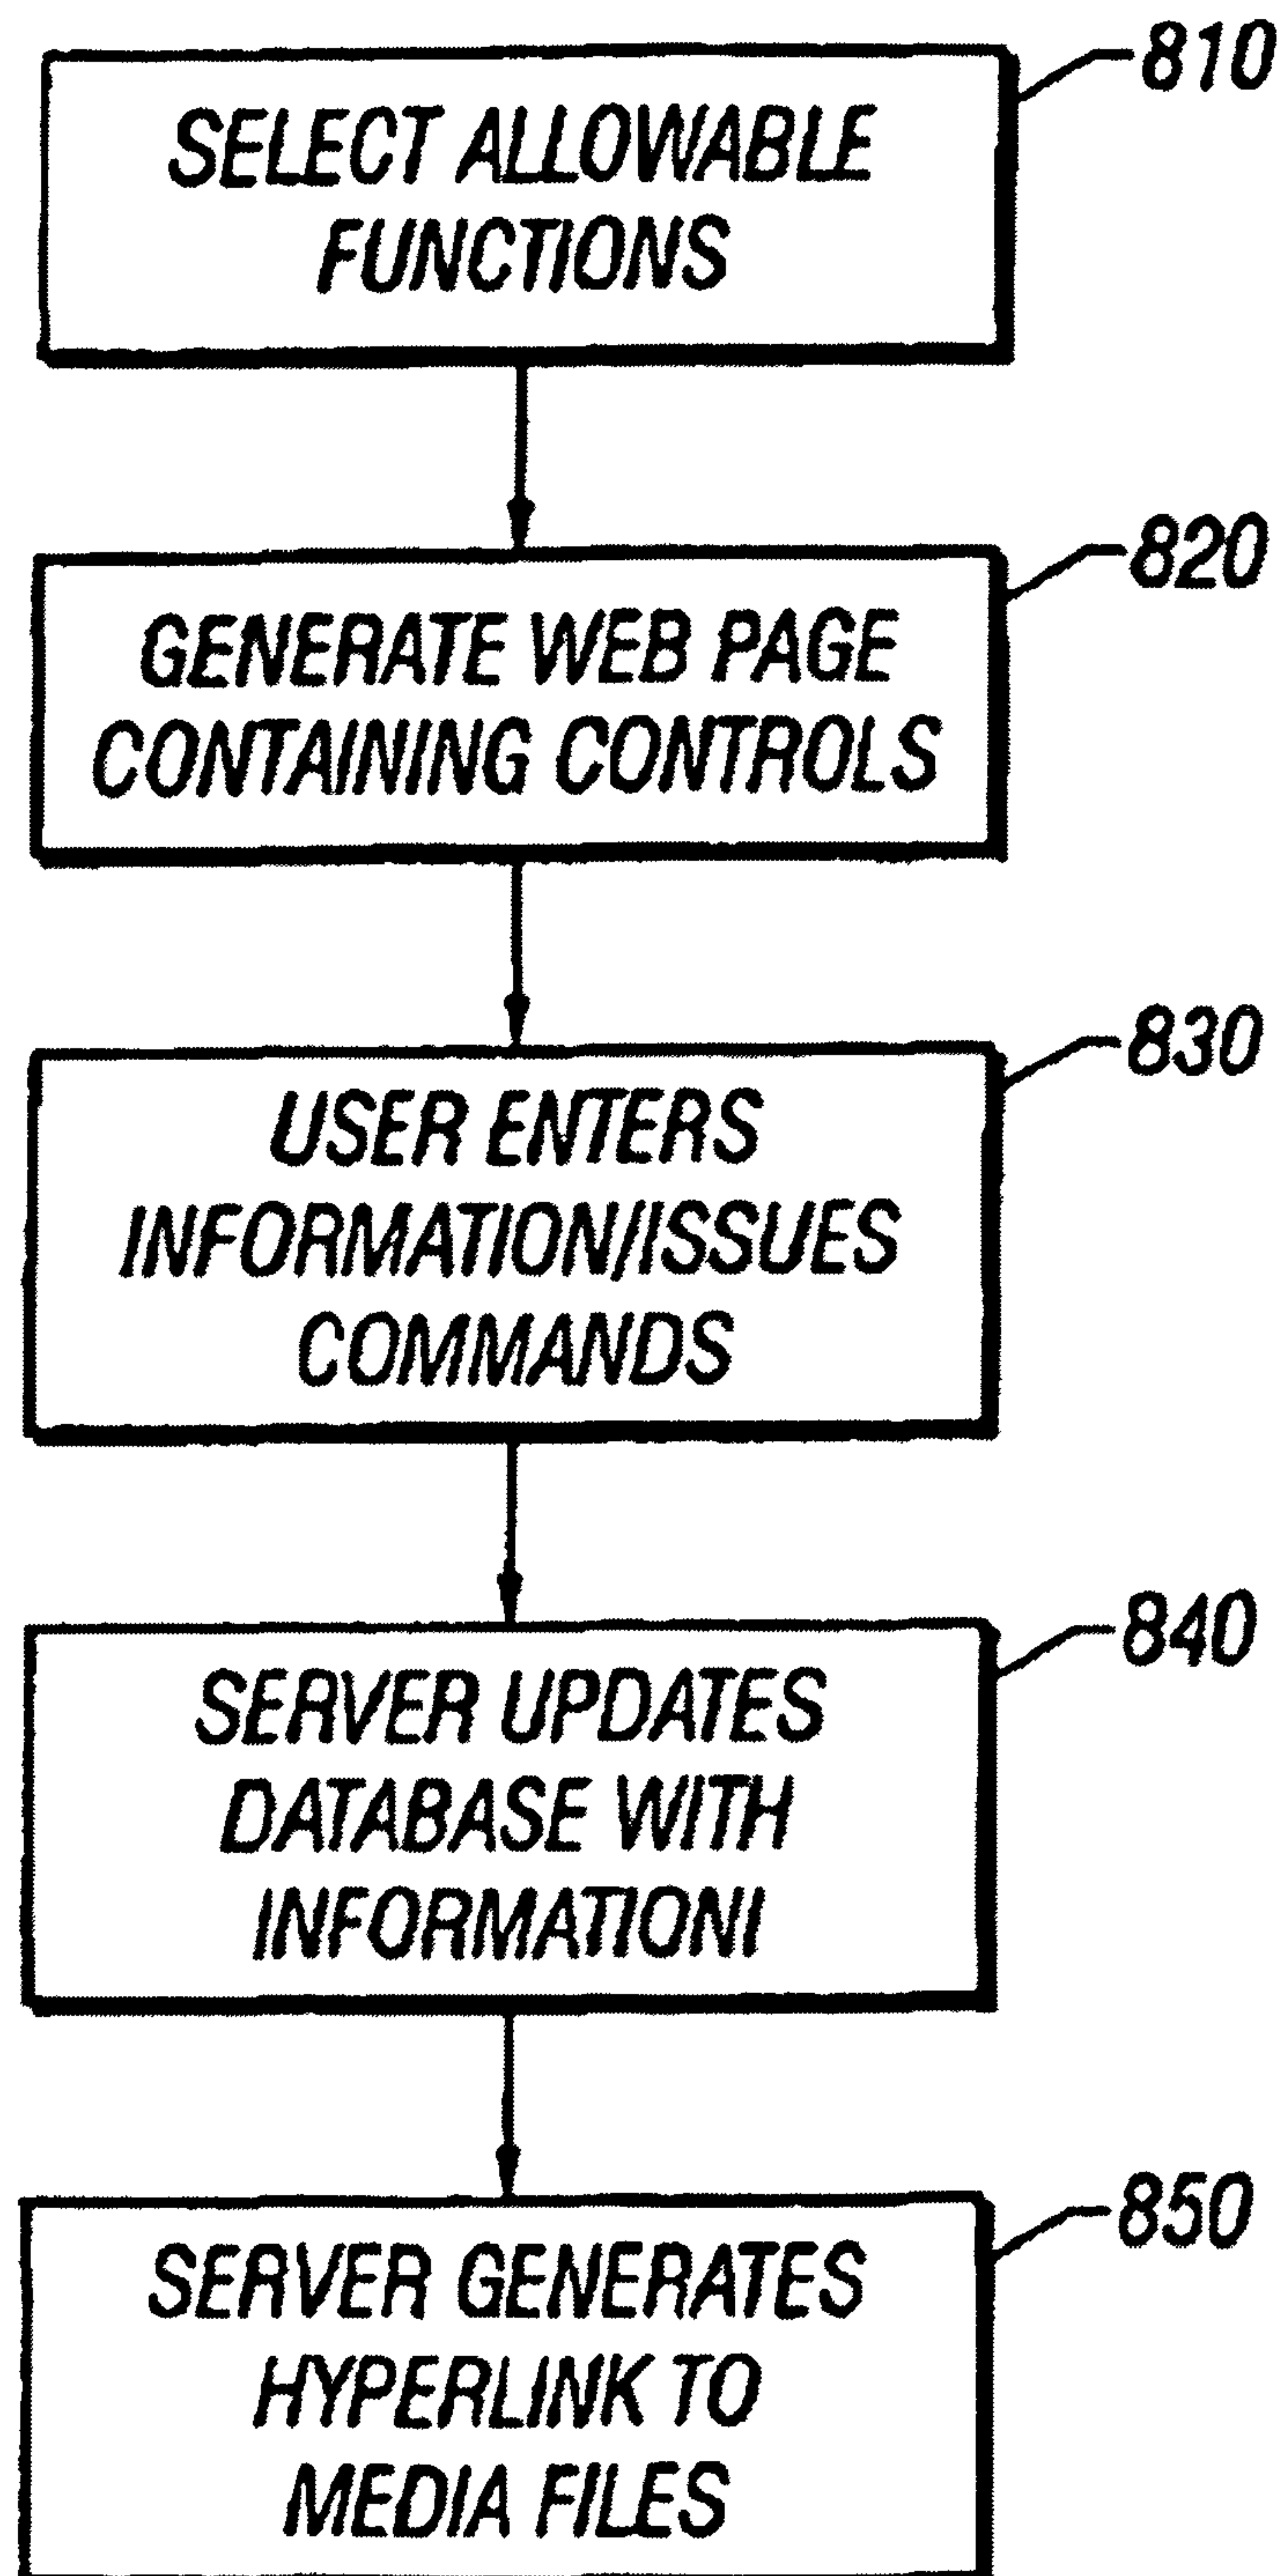 810
SELECT ALLOWABLE
FUNCTIONS
820
GENERATE WEB PAGE
CONTAINING CONTROLS
830
USER ENTERS
INFORMATION/ISSUES
COMMANDS
840
SERVER UPDATES
DATABASE WITH
INFORMATIONI
850
SERVER GENERATES
HYPERLINK TO
MEDIA FILES